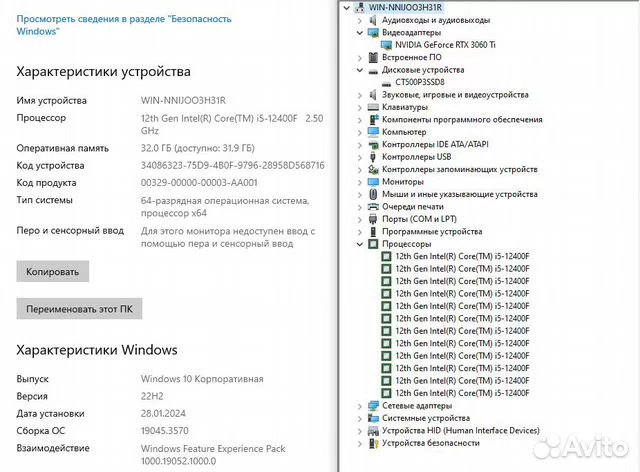 Просмотреть сведения в разделе "Безопасность
Windows"
Характеристики устройства
Имя устройства WIN-NNIJOO3H31R
Процессор 12th Gen Intel(R) Core(TM) i5-12400F 2.50
GHz
Оперативная память 32,0 ГБ (доступно: 31,9 ГБ)
Код устройства 34086323-75D9-4B0F-9796-28958D568716
Код продукта 00329-00000-00003-AA001
Тип системы 64-разрядная операционная система,
процессор x64
Перо и сенсорный ввод Для этого монитора недоступен ввод с
помощью пера и сенсорный ввод
Копировать
Переименовать этот ПК
Характеристики Windows
Выпуск Windows 10 Корпоративная
Версия 22H2
Дата установки 28.01.2024
Сборка ОС 19045.3570
Взаимодействие Windows Feature Experience Pack
1000.19052.1000.0
WIN-NNIJOO3H31R
Аудиовходы и аудиовыходы
Видеоадаптеры
NVIDIA GeForce RTX 3060 Ti
Встроенное ПО
Дисковые устройства
CT500P3SSD8
Звуковые, игровые и видеоустройства
Клавиатуры
Компоненты программного обеспечения
Компьютер
Контроллеры IDE ATA/ATAPI
Контроллеры USB
Контроллеры запоминающих устройств
Мониторы
Мыши и иные указывающие устройства
Очереди печати
Порты (COM и LPT)
Программные устройства
Процессоры
12th Gen Intel(R) Core(TM) i5-12400F
12th Gen Intel(R) Core(TM) i5-12400F
12th Gen Intel(R) Core(TM) i5-12400F
12th Gen Intel(R) Core(TM) i5-12400F
12th Gen Intel(R) Core(TM) i5-12400F
12th Gen Intel(R) Core(TM) i5-12400F
12th Gen Intel(R) Core(TM) i5-12400F
12th Gen Intel(R) Core(TM) i5-12400F
12th Gen Intel(R) Core(TM) i5-12400F
12th Gen Intel(R) Core(TM) i5-12400F
12th Gen Intel(R) Core(TM) i5-12400F
12th Gen Intel(R) Core(TM) i5-12400F
Сетевые адаптеры
Системные устройства
Устройства HID (Human Interface Devices)
Устройства безопасности
Avito